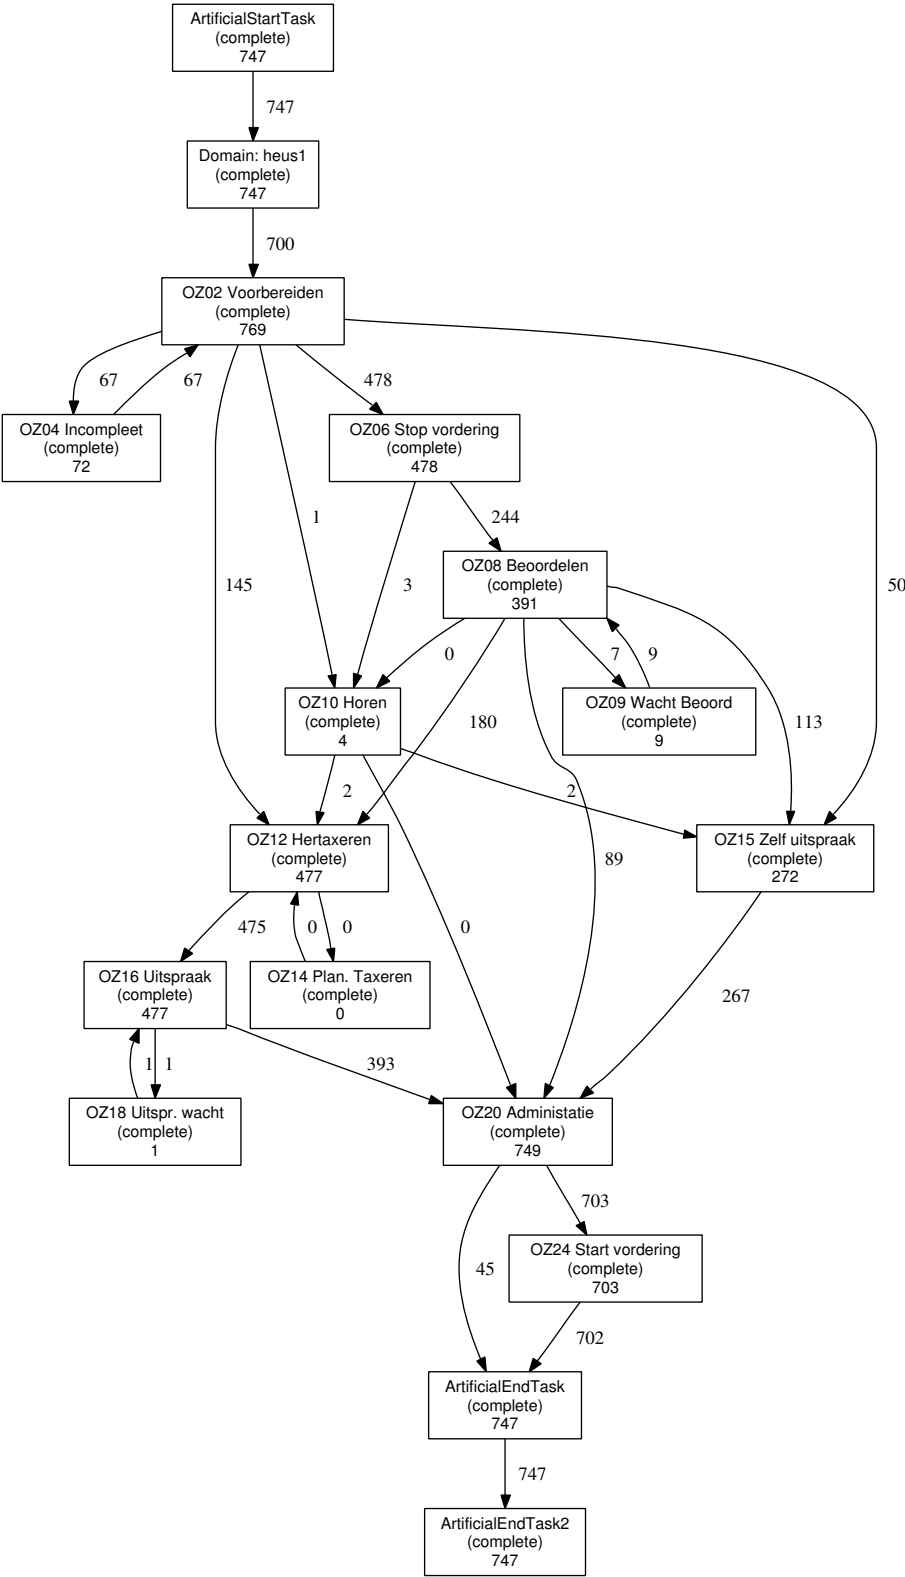 ArtificialStartTask
(complete)
747
747
Domain: heus1
(complete)
747
700
OZ02 Voorbereiden
(complete)
769
67
67
478
OZ04 Incompleet
(complete)
72
OZ06 Stop vordering
(complete)
478
1
244
145
3
50
OZ08 Beoordelen
(complete)
391
0
7
9
180
113
OZ10 Horen
(complete)
4
OZ09 Wacht Beoord
(complete)
9
2
2
89
OZ12 Hertaxeren
(complete)
477
OZ15 Zelf uitspraak
(complete)
272
475
0
0
0
267
OZ16 Uitspraak
(complete)
477
OZ14 Plan. Taxeren
(complete)
0
1
1
393
OZ18 Uitspr. wacht
(complete)
1
OZ20 Administatie
(complete)
749
703
45
OZ24 Start vordering
(complete)
703
702
ArtificialEndTask
(complete)
747
747
ArtificialEndTask2
(complete)
747